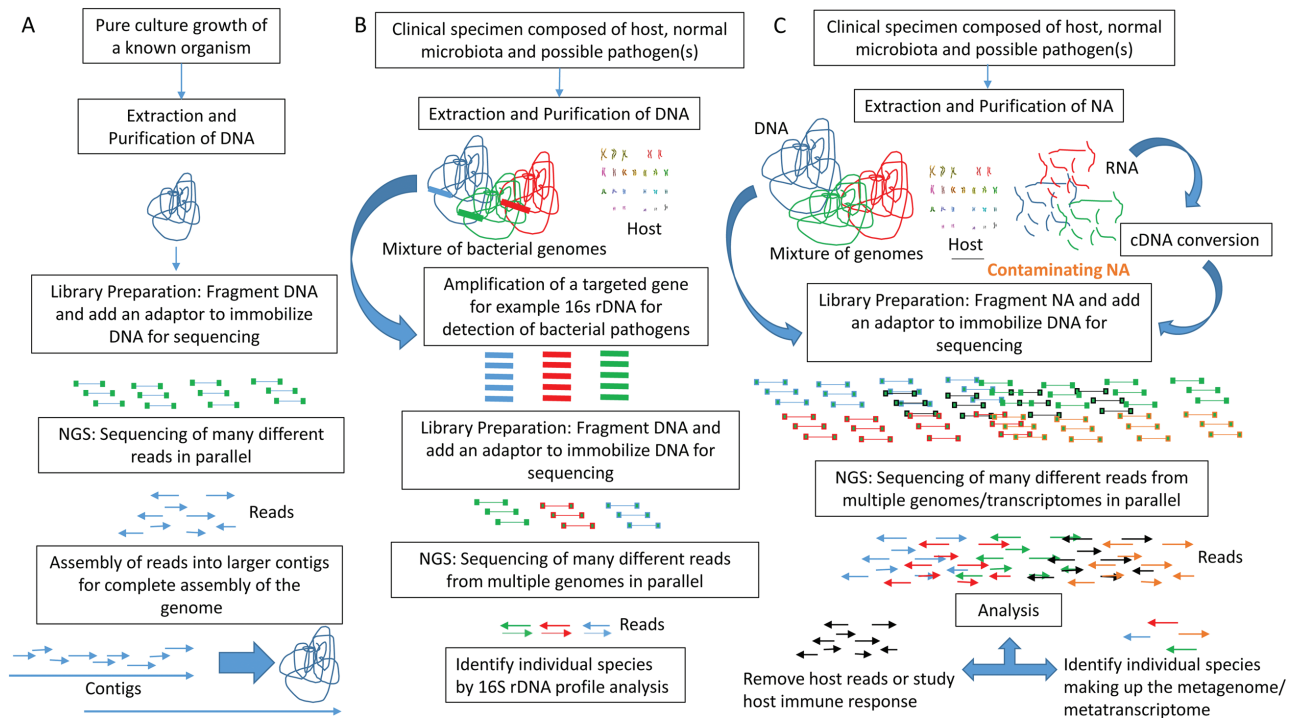 A
Pure culture growth of
a known organism
Extraction and
Purification of DNA
Library Preparation: Fragment DNA
and add an adaptor to immobilize
DNA for sequencing
NGS: Sequencing of many different
reads in parallel
Reads
Assembly of reads into larger contigs
for complete assembly of the
genome
Contigs
B
Clinical specimen composed of host, normal
microbiota and possible pathogen(s)
Extraction and Purification of DNA
Host
Mixture of bacterial genomes
Amplification of a targeted gene
for example 16s rDNA for
detection of bacterial pathogens
Library Preparation: Fragment DNA and
add an adaptor to immobilize DNA for
sequencing
NGS: Sequencing of many different reads
from multiple genomes in parallel
Reads
Identify individual species
by 16S rDNA profile analysis
C
Clinical specimen composed of host, normal
microbiota and possible pathogen(s)
Extraction and Purification of NA
DNA
RNA
cDNA conversion
Host
Mixture of genomes
Contaminating NA
Library Preparation: Fragment NA and add
an adaptor to immobilize DNA for
sequencing
NGS: Sequencing of many different reads from
multiple genomes/transcriptomes in parallel
Reads
Analysis
Remove host reads or study
host immune response
Identify individual species
making up the metagenome/
metatranscriptome